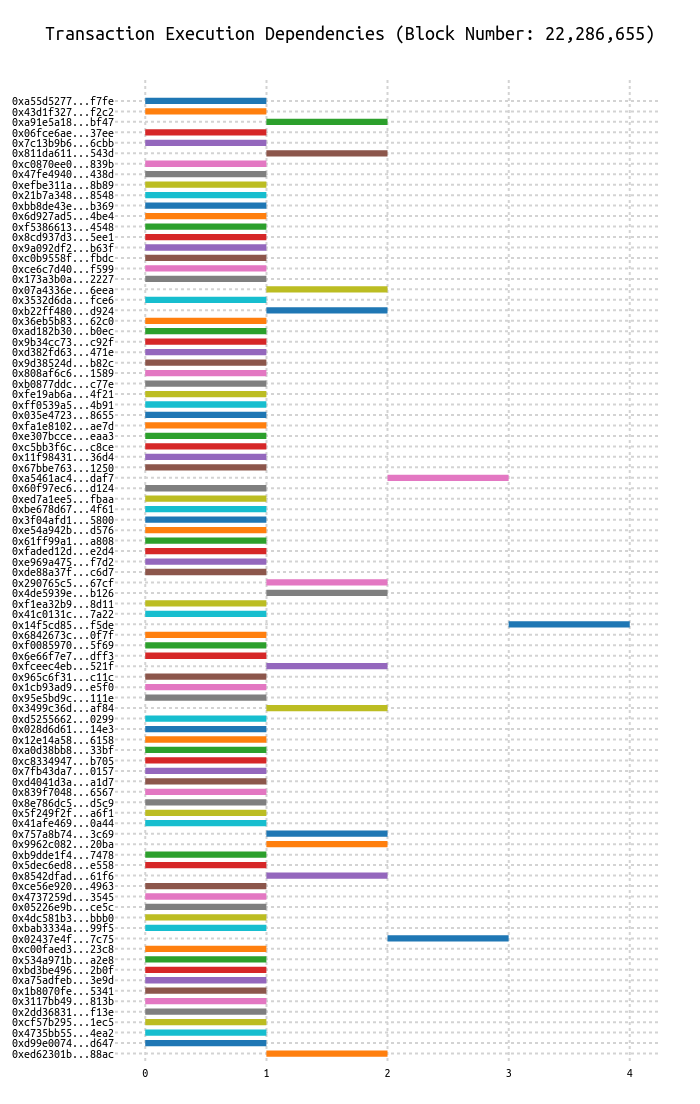 Transaction Execution Dependencies (Block Number: 22,286,655)
0xa55d5277...f7fe
0x43d1f327...f2c2
0xa91e5a18...bf47
0x06fce6ae...37ee
0x7c13b9b6...6cbb
0x811da611...543d
0xc0870ee0...839b
0x47fe4940...438d
0xefbe311a...8b89
0x21b7a348...8548
0xbb8de43e...b369
0x6d927ad5...4be4
0xf5386613...4548
0x8cd937d3...5ee1
0x9a092df2...b63f
0xc0b9558f...fbdc
0xce6c7d40...f599
0x173a3b0a...2227
0x07a4336e...6eea
0x3532d6da...fce6
0xb22ff480...d924
0x36eb5b83...62c0
0xad182b30...b0ec
0x9b34cc73...c92f
0xd382fd63...471e
0x9d38524d...b82c
0x808af6c6...1589
0xb0877ddc...c77e
0xfe19ab6a...4f21
0xff0539a5...4b91
0x035e4723...8655
0xfa1e8102...ae7d
0xe307bcce...eaa3
0xc5bb3f6c...c8ce
0x11f98431...36d4
0x67bbe763...1250
0xa5461ac4...daf7
0x60f97ec6...d124
0xed7a1ee5...fbaa
0xbe678d67...4f61
0x3f04afd1...5800
0xe54a942b...d576
0x61ff99a1...a808
0xfaded12d...e2d4
0xe969a475...f7d2
0xde88a37f...c6d7
0x290765c5...67cf
0x4de5939e...b126
0xf1ea32b9...8d11
0x41c0131c...7a22
0x14f5cd85...f5de
0x6842673c...0f7f
0xf0085970...5f69
0x6e66f7e7...dff3
0xfceec4eb...521f
0x965c6f31...c11c
0x1cb93ad9...e5f0
0x95e5bd9c...111e
0x3499c36d...af84
0xd5255662...0299
0x028d6d61...14e3
0x12e14a58...6158
0xa0d38bb8...33bf
0xc8334947...b705
0x7fb43da7...0157
0xd4041d3a...a1d7
0x839f7048...6567
0x8e786dc5...d5c9
0x5f249f2f...a6f1
0x41afe469...0a44
0x757a8b74...3c69
0x9962c082...20ba
0xb9dde1f4...7478
0x5dec6ed8...e558
0x8542dfad...61f6
0xce56e920...4963
0x4737259d...3545
0x05226e9b...ce5c
0x4dc581b3...bbb0
0xbab3334a...99f5
0x02437e4f...7c75
0xc00faed3...23c8
0x534a971b...a2e8
0xbd3be496...2b0f
0xa75adfeb...3e9d
0x1b8070fe...5341
0x3117bb49...813b
0x2dd36831...f13e
0xcf57b295...1ec5
0x4735bb55...4ea2
0xd99e0074...d647
0xed62301b...88ac
0 1 2 3 4